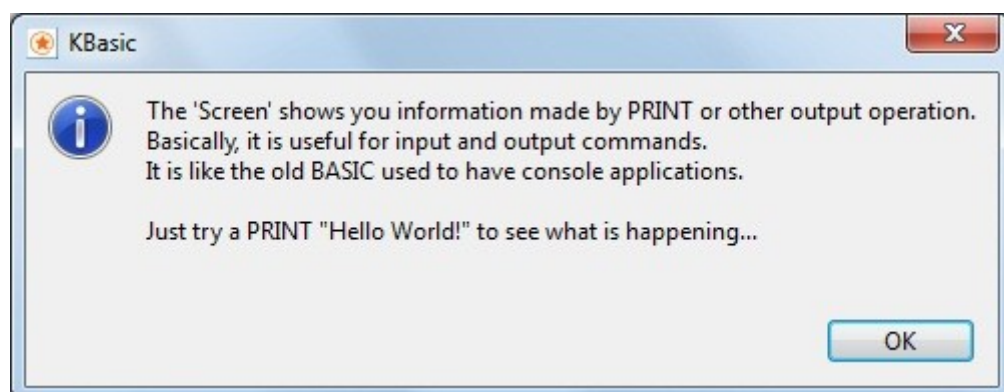 KBasic
The 'Screen' shows you information made by PRINT or other output operation.
Basically, it is useful for input and output commands.
It is like the old BASIC used to have console applications.
Just try a PRINT "Hello World!" to see what is happening...
OK